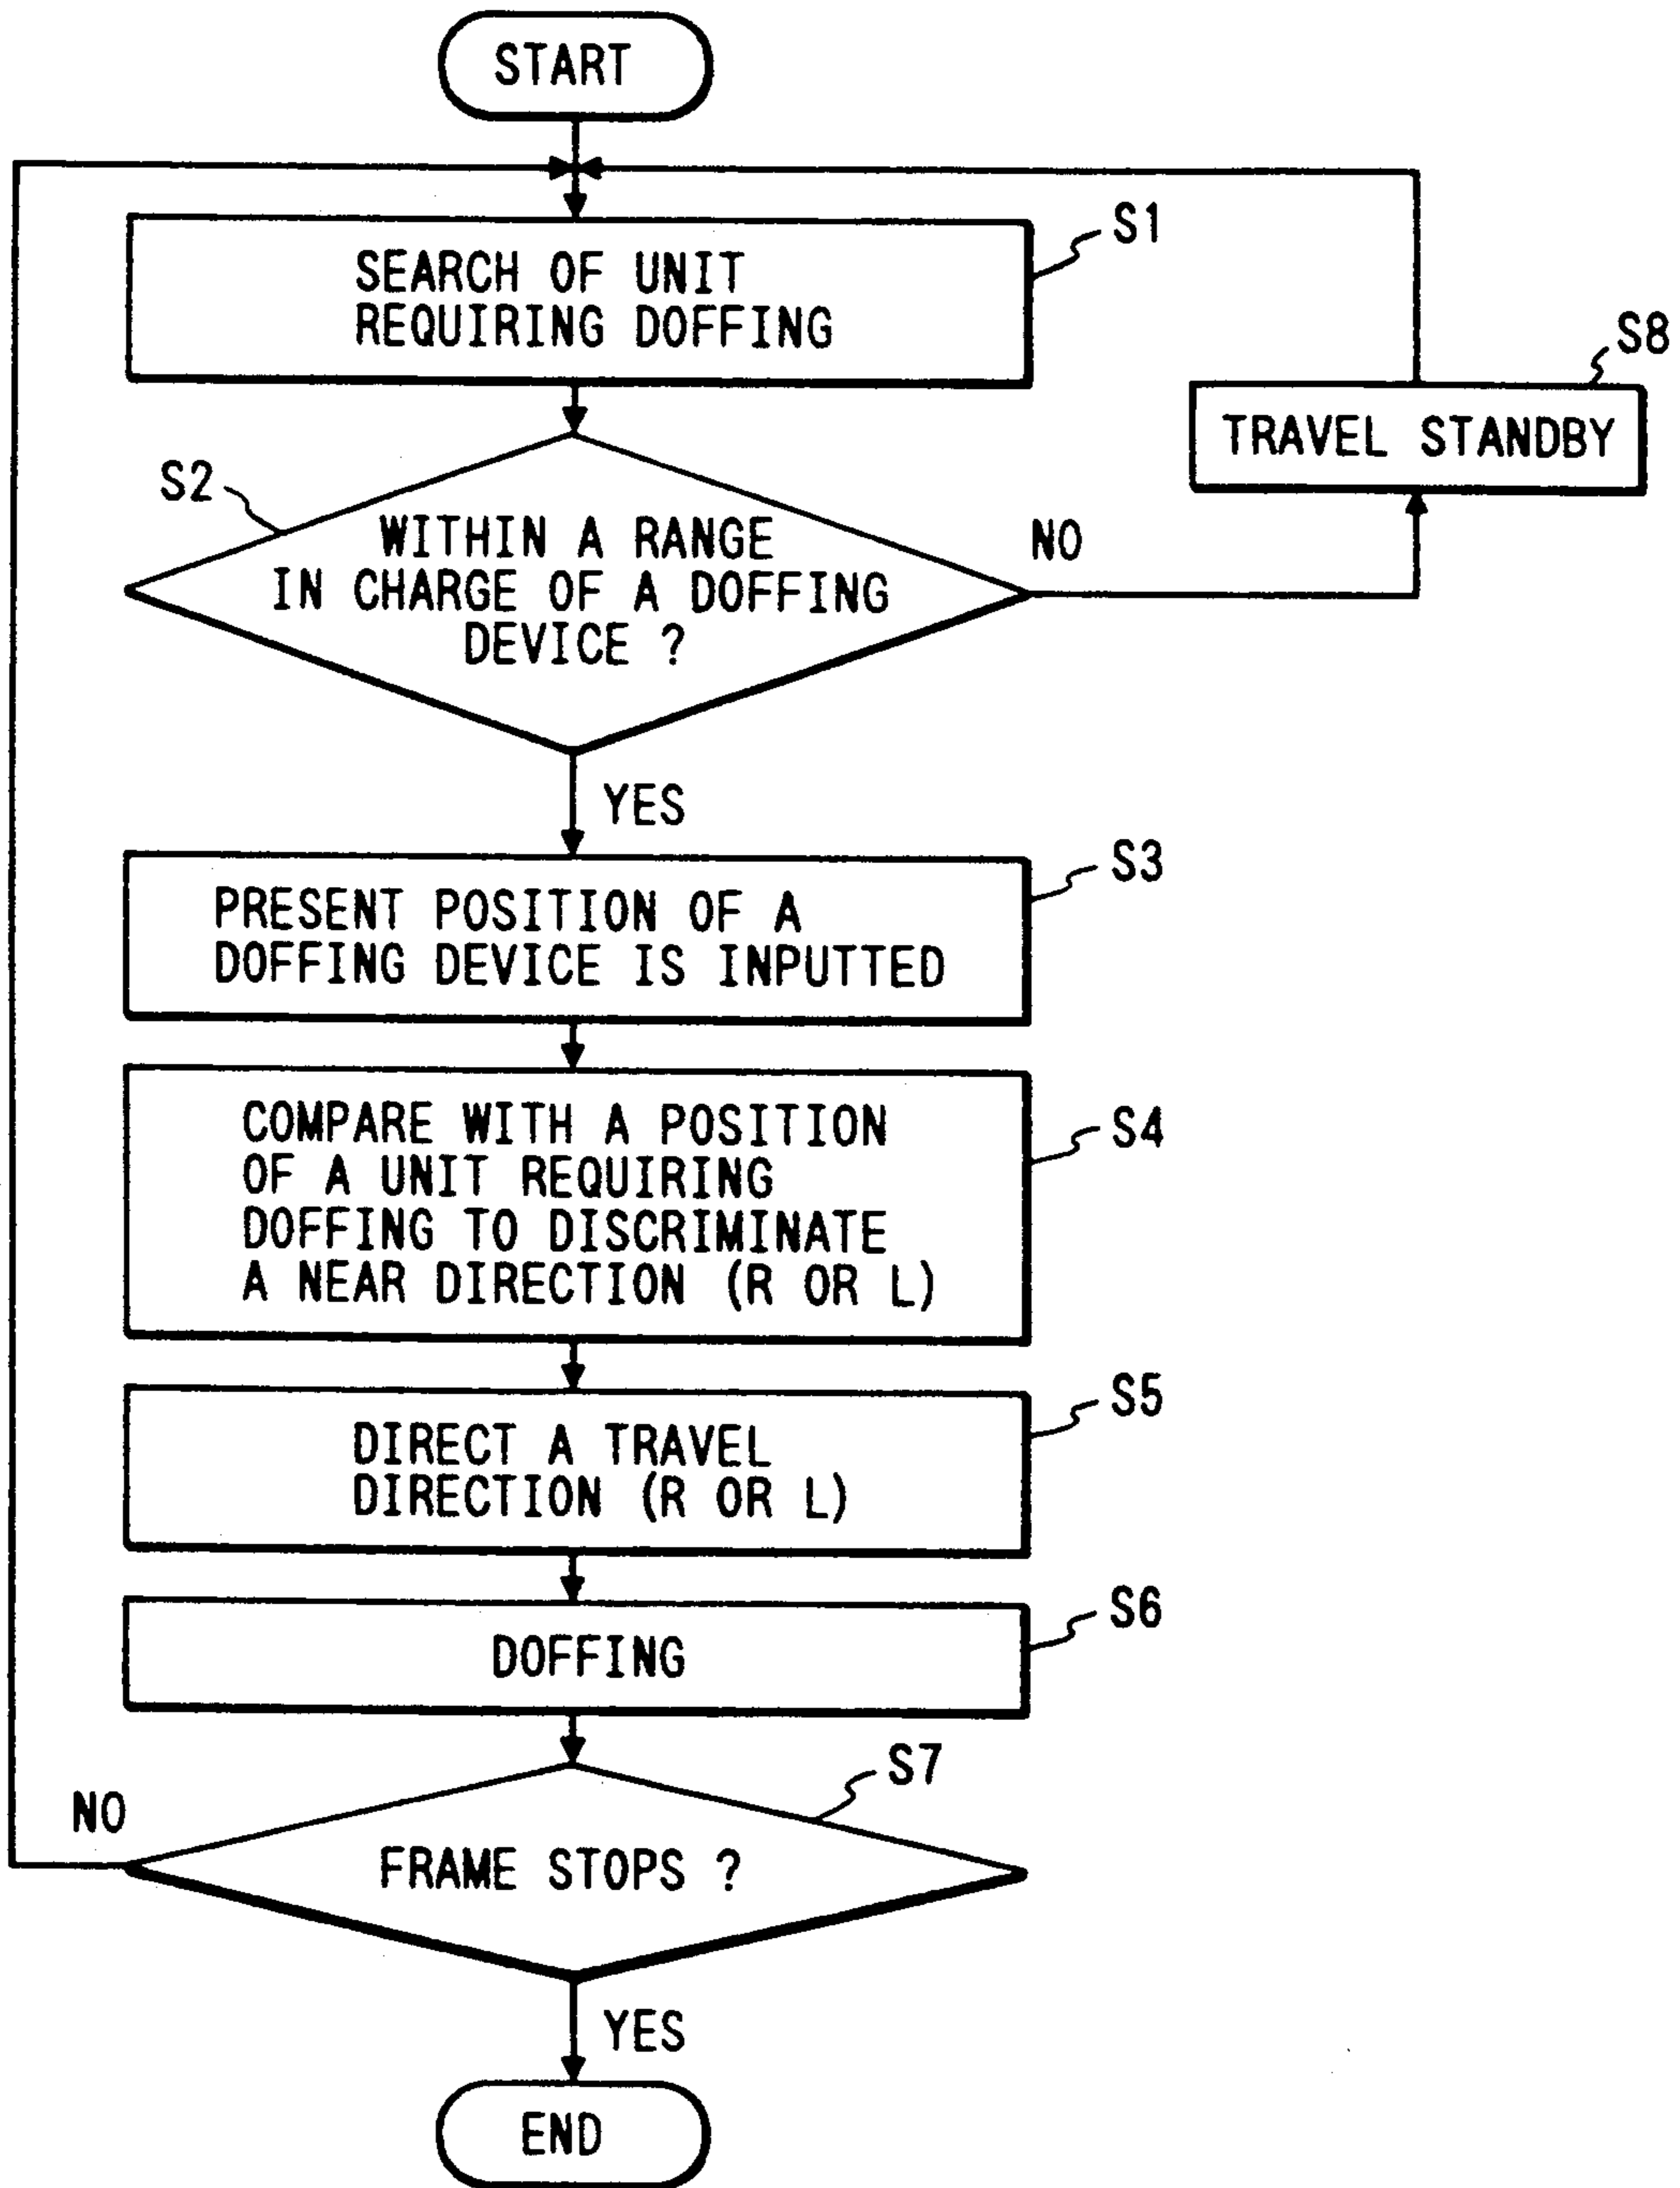 START
S1
SEARCH OF UNIT
REQUIRING DOFFING
S8
TRAVEL STANDBY
S2
WITHIN A RANGE
IN CHARGE OF A DOFFING
DEVICE ?
NO
YES
S3
PRESENT POSITION OF A
DOFFING DEVICE IS INPUTTED
S4
COMPARE WITH A POSITION
OF A UNIT REQUIRING
DOFFING TO DISCRIMINATE
A NEAR DIRECTION (R OR L)
S5
DIRECT A TRAVEL
DIRECTION (R OR L)
S6
DOFFING
S7
NO
FRAME STOPS ?
YES
END